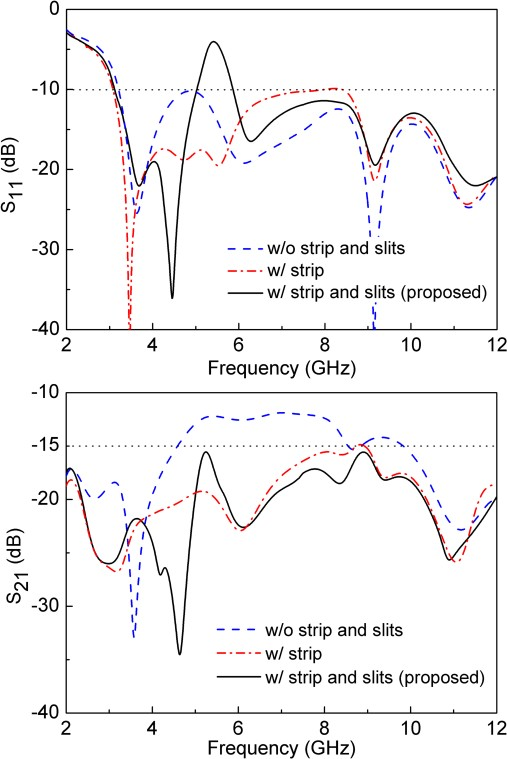 0
-10
-20
-30
-40
S11 (dB)
w/o strip and slits
w/ strip
w/ strip and slits (proposed)
2 4 6 8 10 12
Frequency (GHz)
-10
-15
-20
-30
-40
S21 (dB)
w/o strip and slits
w/ strip
w/ strip and slits (proposed)
2 4 6 8 10 12
Frequency (GHz)